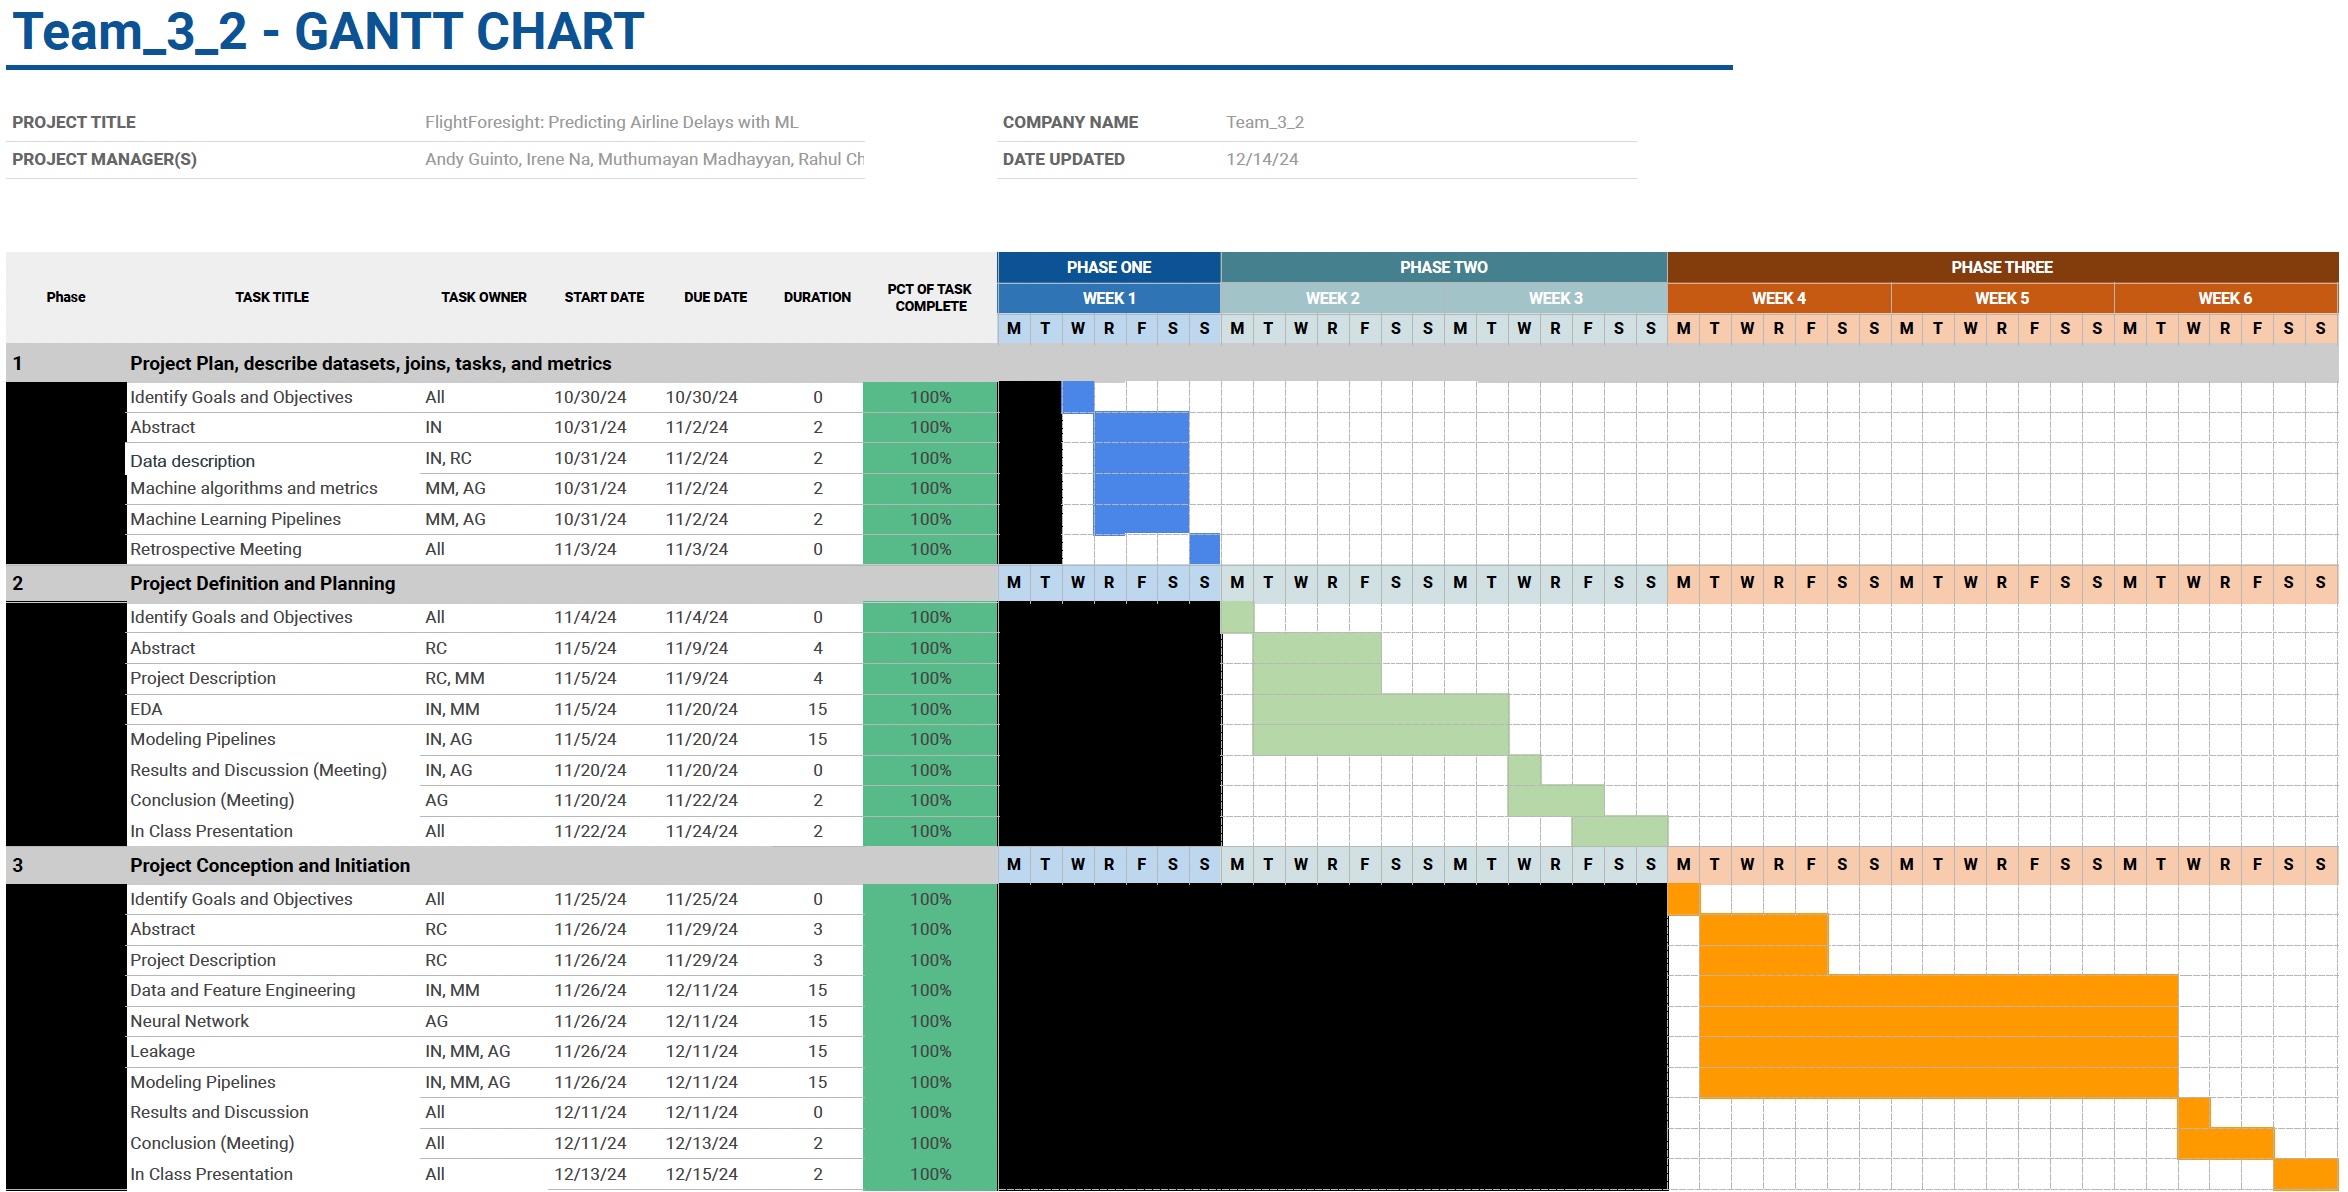 Team_3_2 - GANTT CHART
PROJECT TITLE FlightForesight: Predicting Airline Delays with ML COMPANY NAME Team_3_2
PROJECT MANAGER(S) Andy Guinto, Irene Na, Muthumayan Madhayyan, Rahul Ch DATE UPDATED 12/14/24
PHASE ONE PHASE TWO PHASE THREE
Phase TASK TITLE TASK OWNER START DATE DUE DATE DURATION PCT OF TASK COMPLETE WEEK 1 WEEK 2 WEEK 3 WEEK 4 WEEK 5 WEEK 6
M T W R F S S M T W R F S S M T W R F S S M T W R F S S M T W R F S S M T W R F S S
1 Project Plan, describe datasets, joins, tasks, and metrics
Identify Goals and Objectives All 10/30/24 10/30/24 0 100%
Abstract IN 10/31/24 11/2/24 2 100%
Data description IN, RC 10/31/24 11/2/24 2 100%
Machine algorithms and metrics MM, AG 10/31/24 11/2/24 2 100%
Machine Learning Pipelines MM, AG 10/31/24 11/2/24 2 100%
Retrospective Meeting All 11/3/24 11/3/24 0 100%
2 Project Definition and Planning M T W R F S S M T W R F S S M T W R F S S M T W R F S S M T W R F S S M T W R F S S
Identify Goals and Objectives All 11/4/24 11/4/24 0 100%
Abstract RC 11/5/24 11/9/24 4 100%
Project Description RC, MM 11/5/24 11/9/24 4 100%
EDA IN, MM 11/5/24 11/20/24 15 100%
Modeling Pipelines IN, AG 11/5/24 11/20/24 15 100%
Results and Discussion (Meeting) IN, AG 11/20/24 11/20/24 0 100%
Conclusion (Meeting) AG 11/20/24 11/22/24 2 100%
In Class Presentation All 11/22/24 11/24/24 2 100%
3 Project Conception and Initiation M T W R F S S M T W R F S S M T W R F S S M T W R F S S M T W R F S S M T W R F S S
Identify Goals and Objectives All 11/25/24 11/25/24 0 100%
Abstract RC 11/26/24 11/29/24 3 100%
Project Description RC 11/26/24 11/29/24 3 100%
Data and Feature Engineering IN, MM 11/26/24 12/11/24 15 100%
Neural Network AG 11/26/24 12/11/24 15 100%
Leakage IN, MM, AG 11/26/24 12/11/24 15 100%
Modeling Pipelines IN, MM, AG 11/26/24 12/11/24 15 100%
Results and Discussion All 12/11/24 12/11/24 0 100%
Conclusion (Meeting) All 12/11/24 12/13/24 2 100%
In Class Presentation All 12/13/24 12/15/24 2 100%